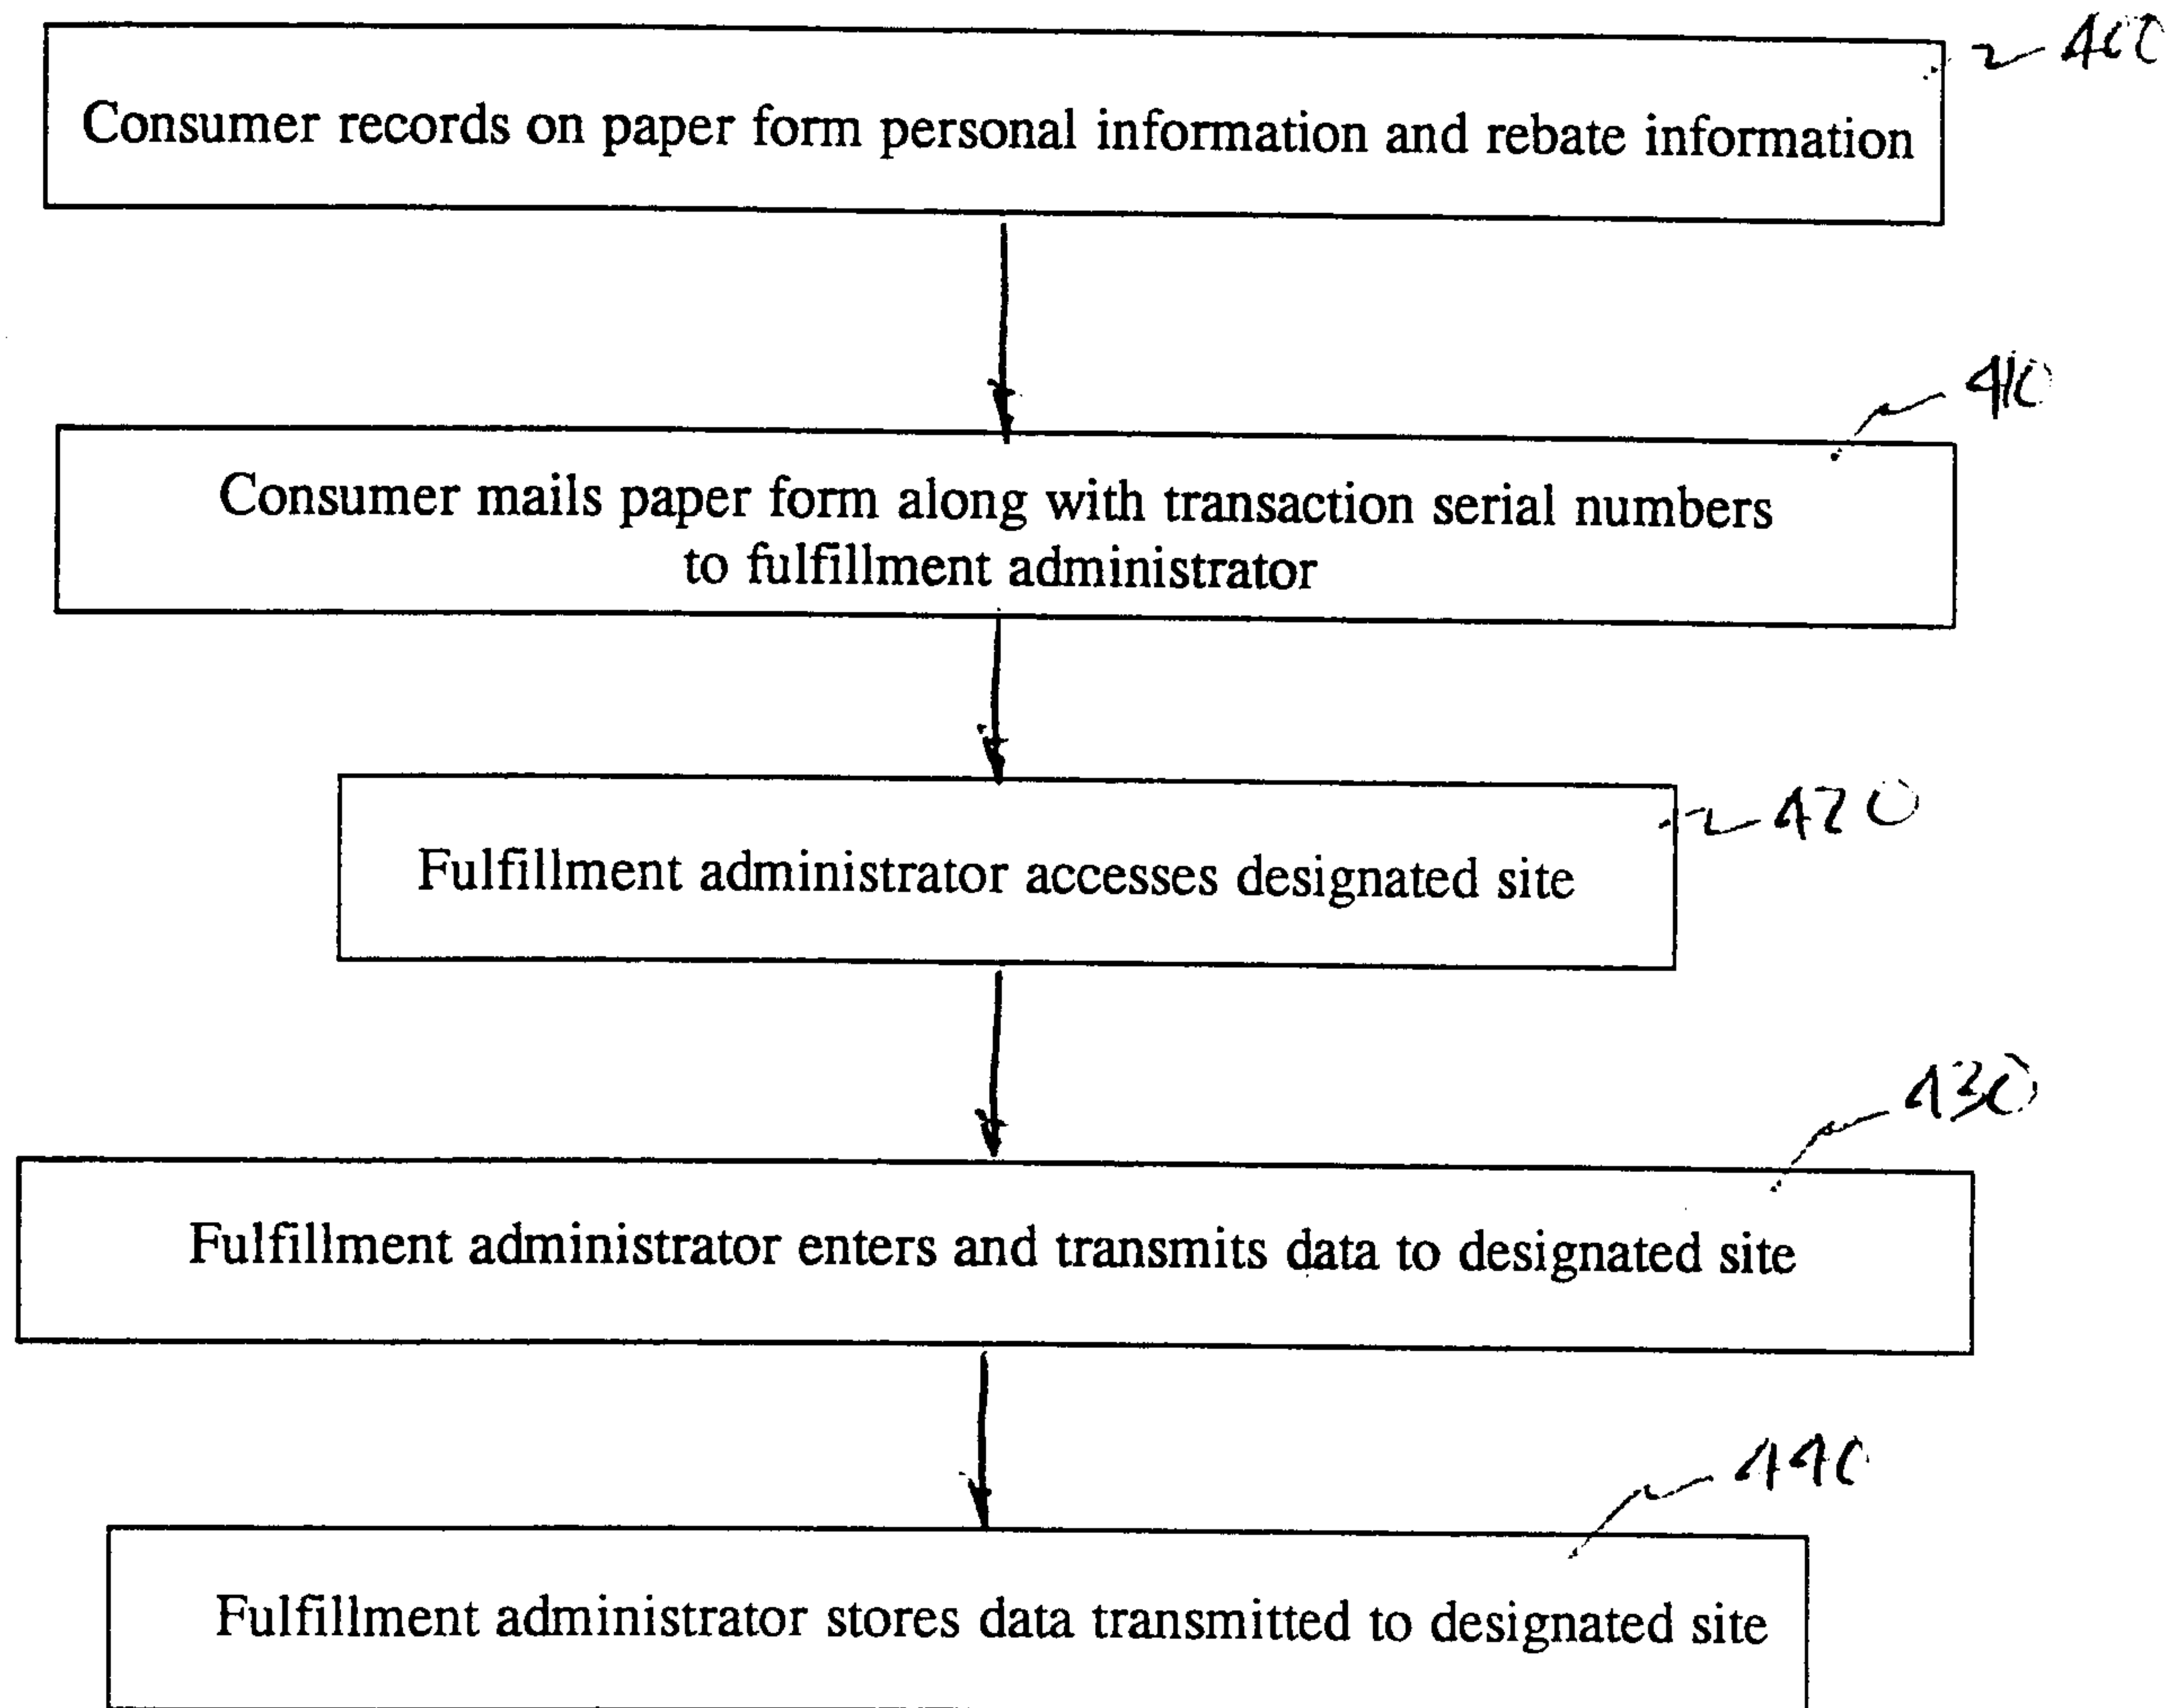 400
Consumer records on paper form personal information and rebate information
410
Consumer mails paper form along with transaction serial numbers
to fulfillment administrator
420
Fulfillment administrator accesses designated site
430
Fulfillment administrator enters and transmits data to designated site
440
Fulfillment administrator stores data transmitted to designated site